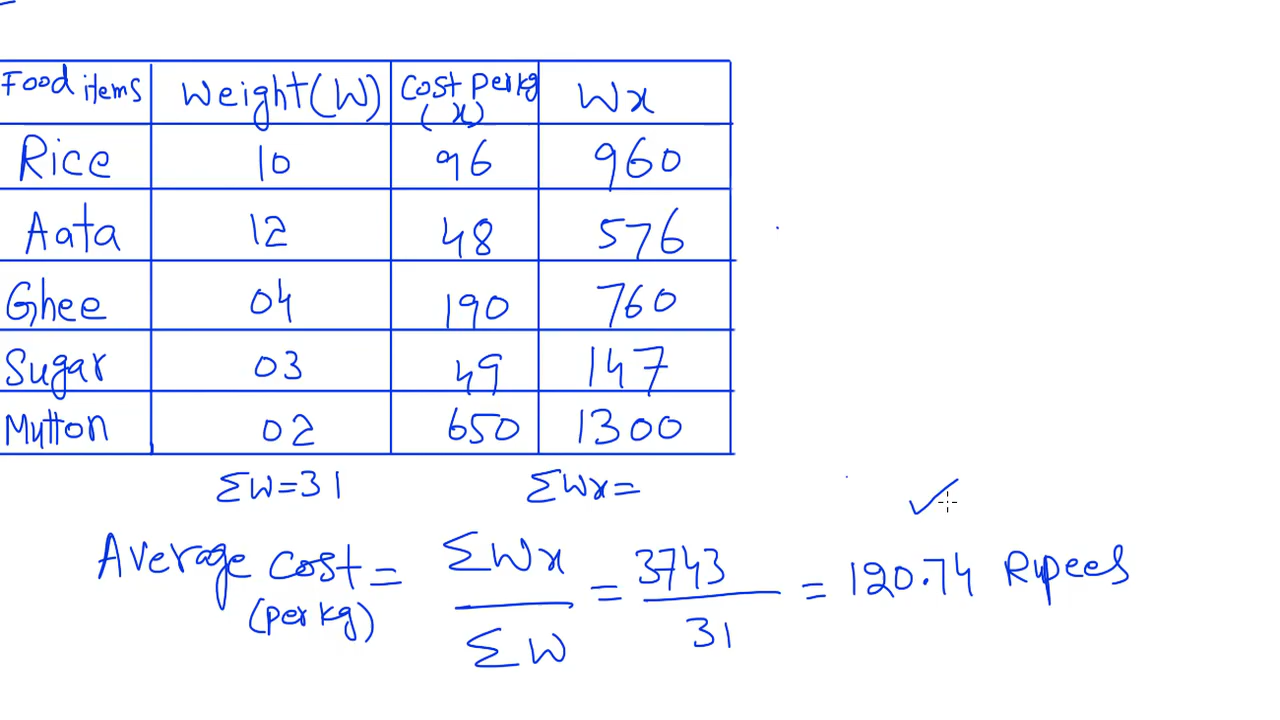 Food items Weight(W) Cost per kg (x) Wx
Rice 10 96 960
Aata 12 48 576
Ghee 04 190 760
Sugar 03 49 147
Mutton 02 650 1300
ΣW=31 ΣWx=
Average cost (per kg) = ΣWx / ΣW = 3743 / 31 = 120.74 Rupees